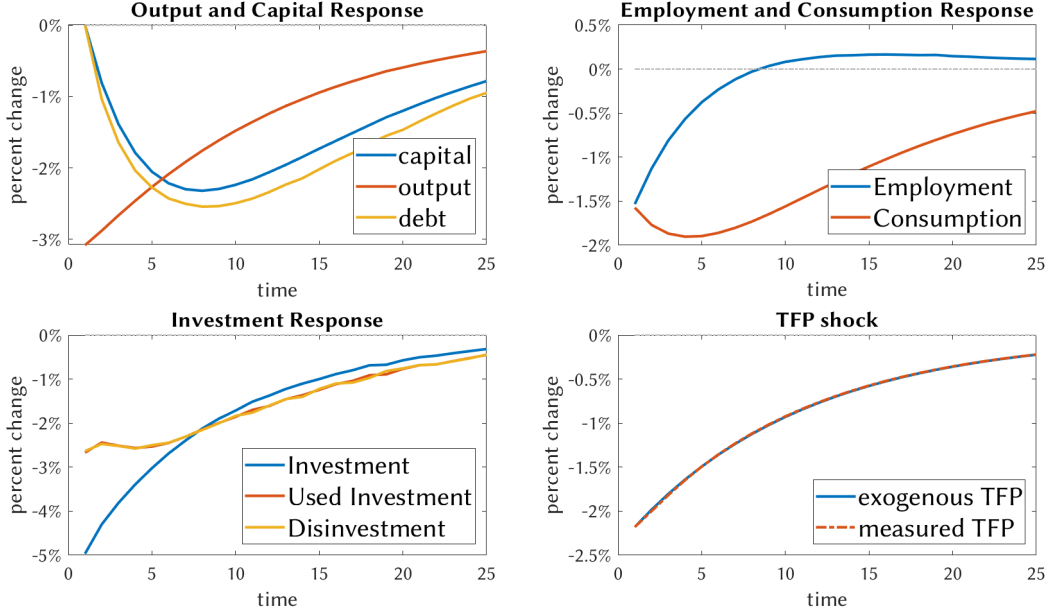 Output and Capital Response
0%
-1%
-2%
-3%
percent change
0 5 10 15 20 25
time
capital
output
debt
Employment and Consumption Response
0.5%
0%
-0.5%
-1%
-1.5%
-2%
percent change
0 5 10 15 20 25
time
Employment
Consumption
Investment Response
0%
-1%
-2%
-3%
-4%
-5%
percent change
0 5 10 15 20 25
time
Investment
Used Investment
Disinvestment
TFP shock
0%
-0.5%
-1%
-1.5%
-2%
-2.5%
percent change
0 5 10 15 20 25
time
exogenous TFP
measured TFP